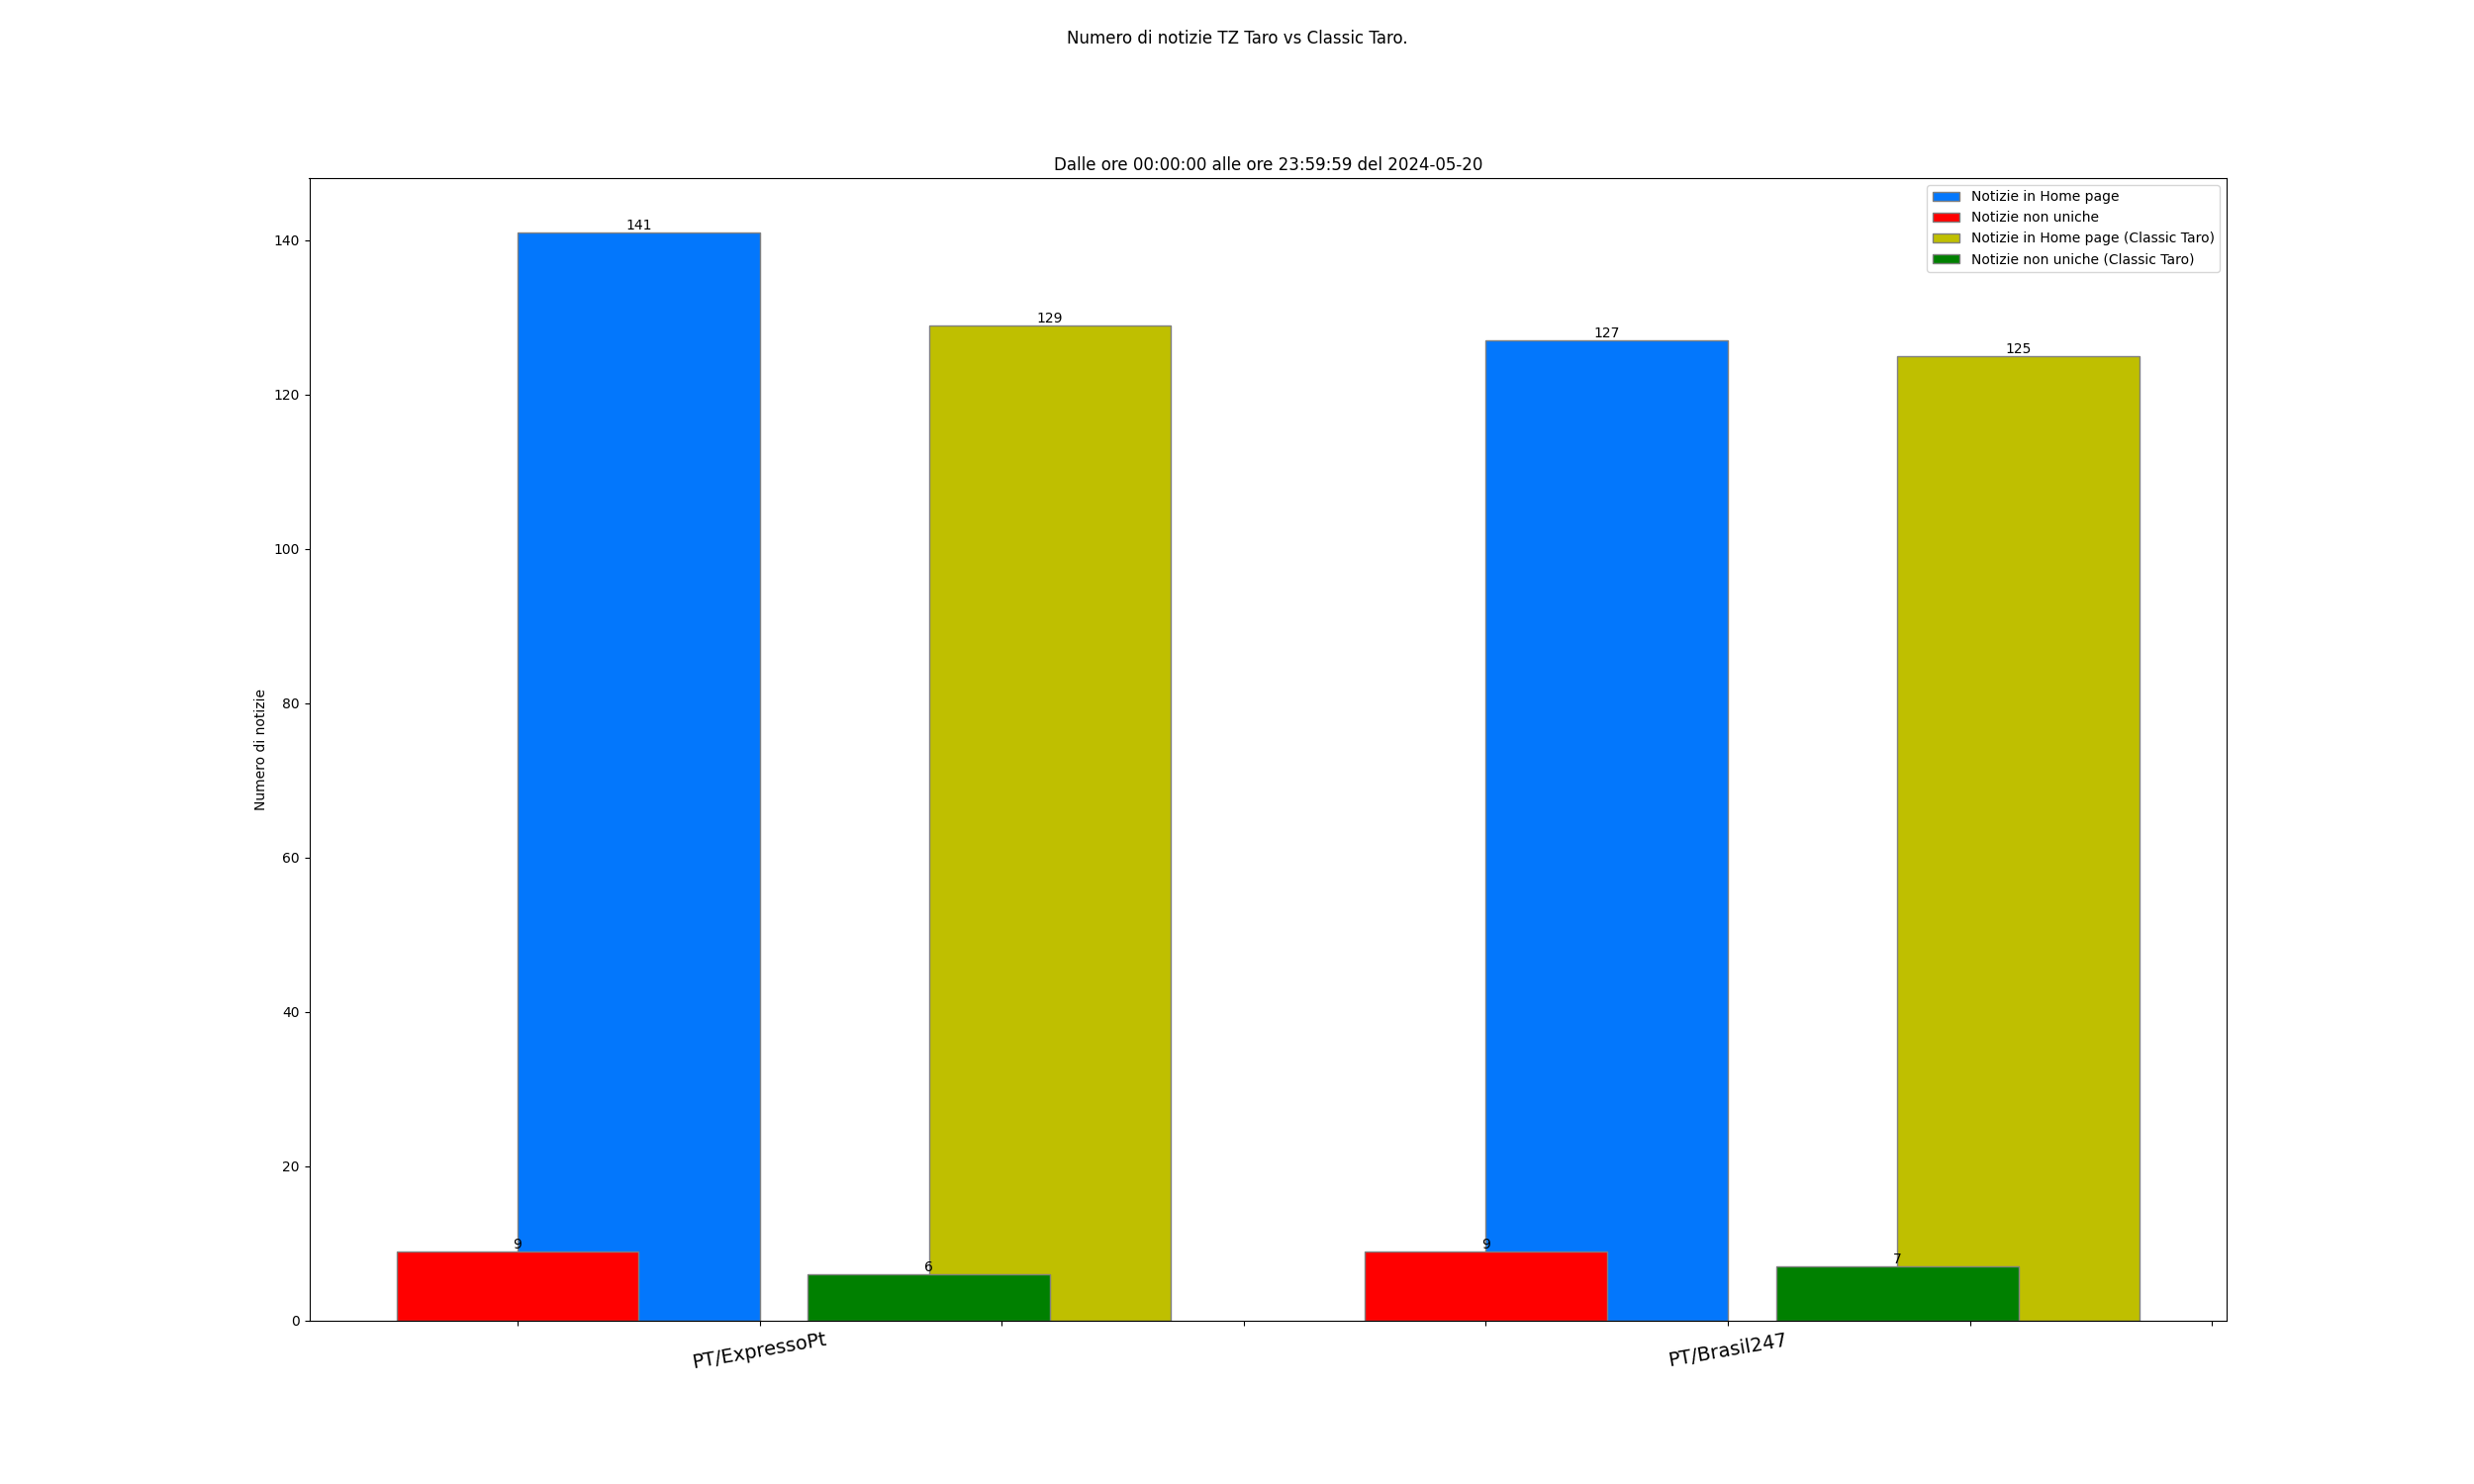 Numero di notizie TZ Taro vs Classic Taro.
Dalle ore 00:00:00 alle ore 23:59:59 del 2024-05-20
Notizie in Home page
Notizie non uniche
Notizie in Home page (Classic Taro)
Notizie non uniche (Classic Taro)
Numero di notizie
140
120
100
80
60
40
20
0
141
129
127
125
9
6
9
7
PT/ExpressoPt
PT/Brasil247